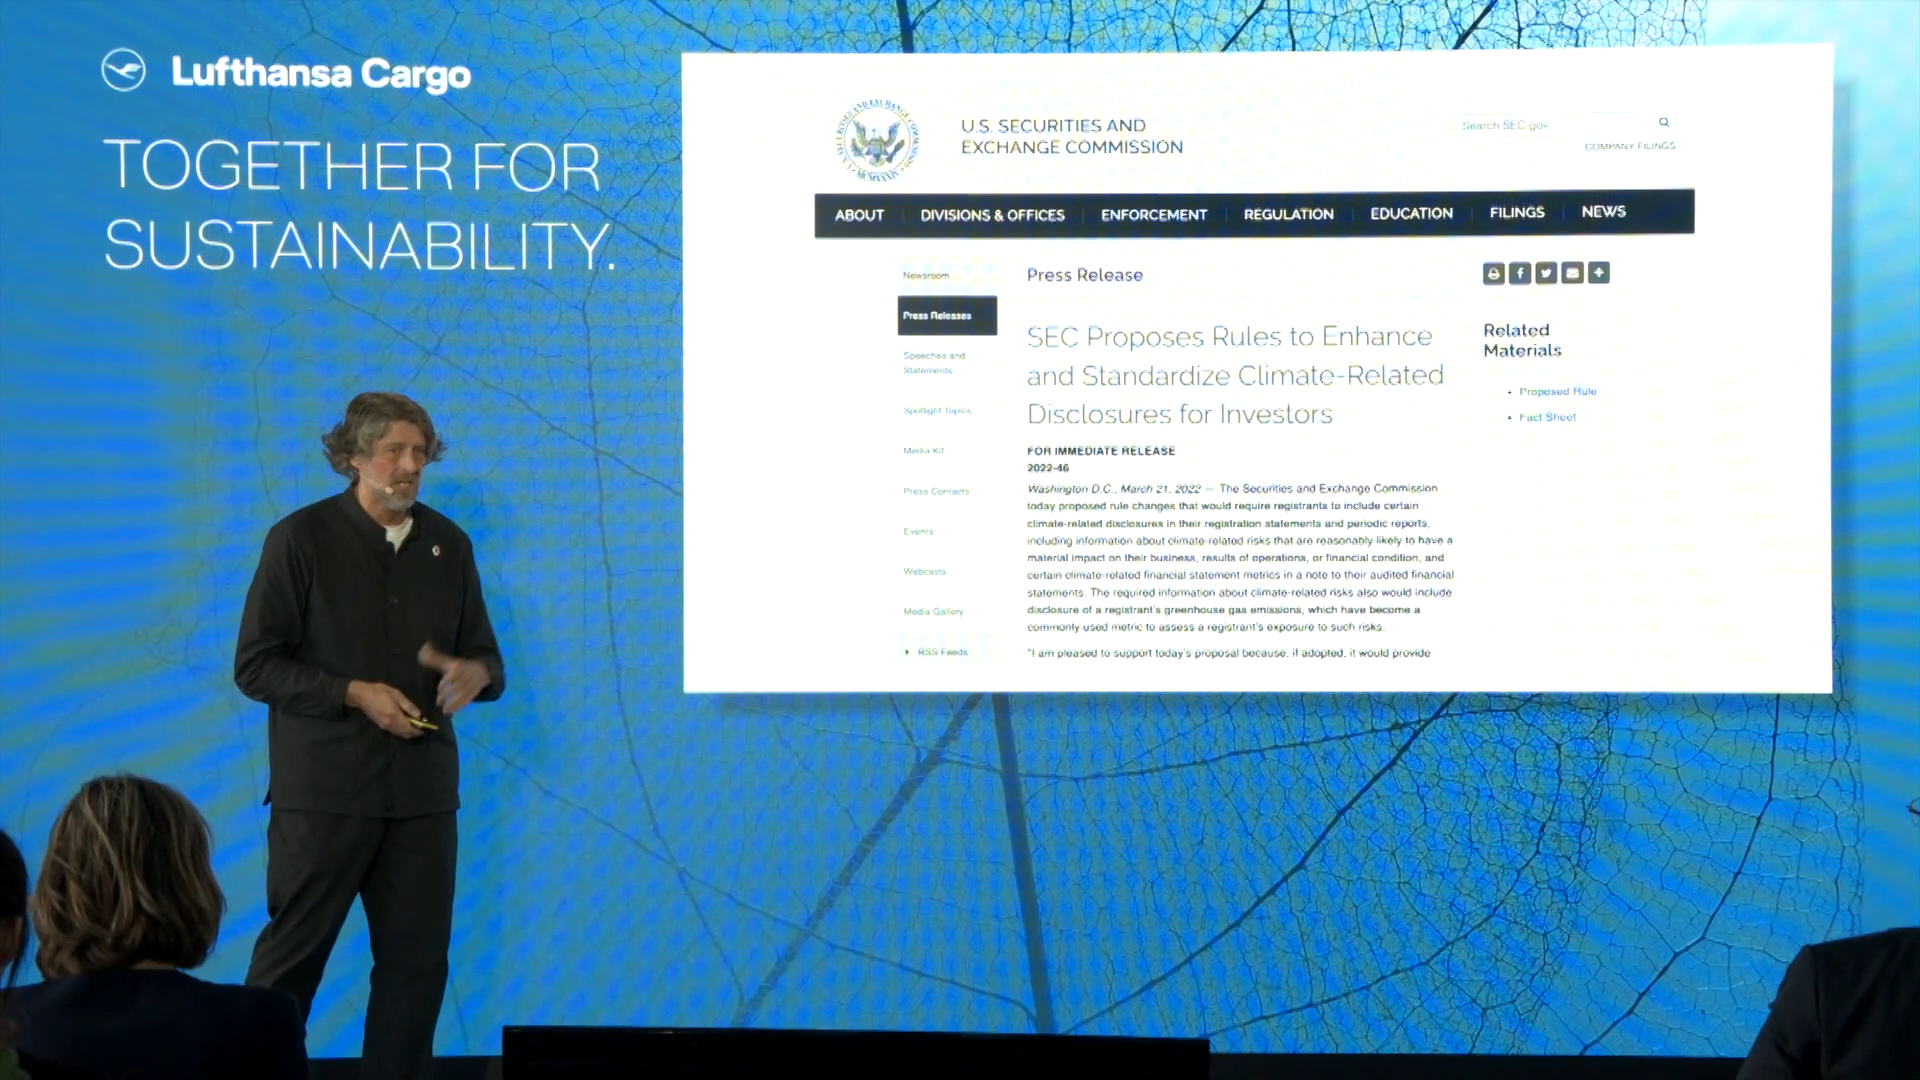 Lufthansa Cargo
TOGETHER FOR
SUSTAINABILITY.
U.S. SECURITIES AND
EXCHANGE COMMISSION
Search SEC.gov
COMPANY FILINGS
ABOUT
DIVISIONS & OFFICES
ENFORCEMENT
REGULATION
EDUCATION
FILINGS
NEWS
Newsroom
Press Releases
Speeches and
Statements
Spotlight Topics
Media Kit
Press Contacts
Events
Webcasts
Media Gallery
RSS Feeds
Press Release
SEC Proposes Rules to Enhance
and Standardize Climate-Related
Disclosures for Investors
FOR IMMEDIATE RELEASE
2022-46
Washington D.C., March 21, 2022 — The Securities and Exchange Commission
today proposed rule changes that would require registrants to include certain
climate-related disclosures in their registration statements and periodic reports,
including information about climate-related risks that are reasonably likely to have a
material impact on their business, results of operations, or financial condition, and
certain climate-related financial statement metrics in a note to their audited financial
statements. The required information about climate-related risks also would include
disclosure of a registrant's greenhouse gas emissions, which have become a
commonly used metric to assess a registrant's exposure to such risks.
"I am pleased to support today's proposal because, if adopted, it would provide
Related
Materials
• Proposed Rule
• Fact Sheet